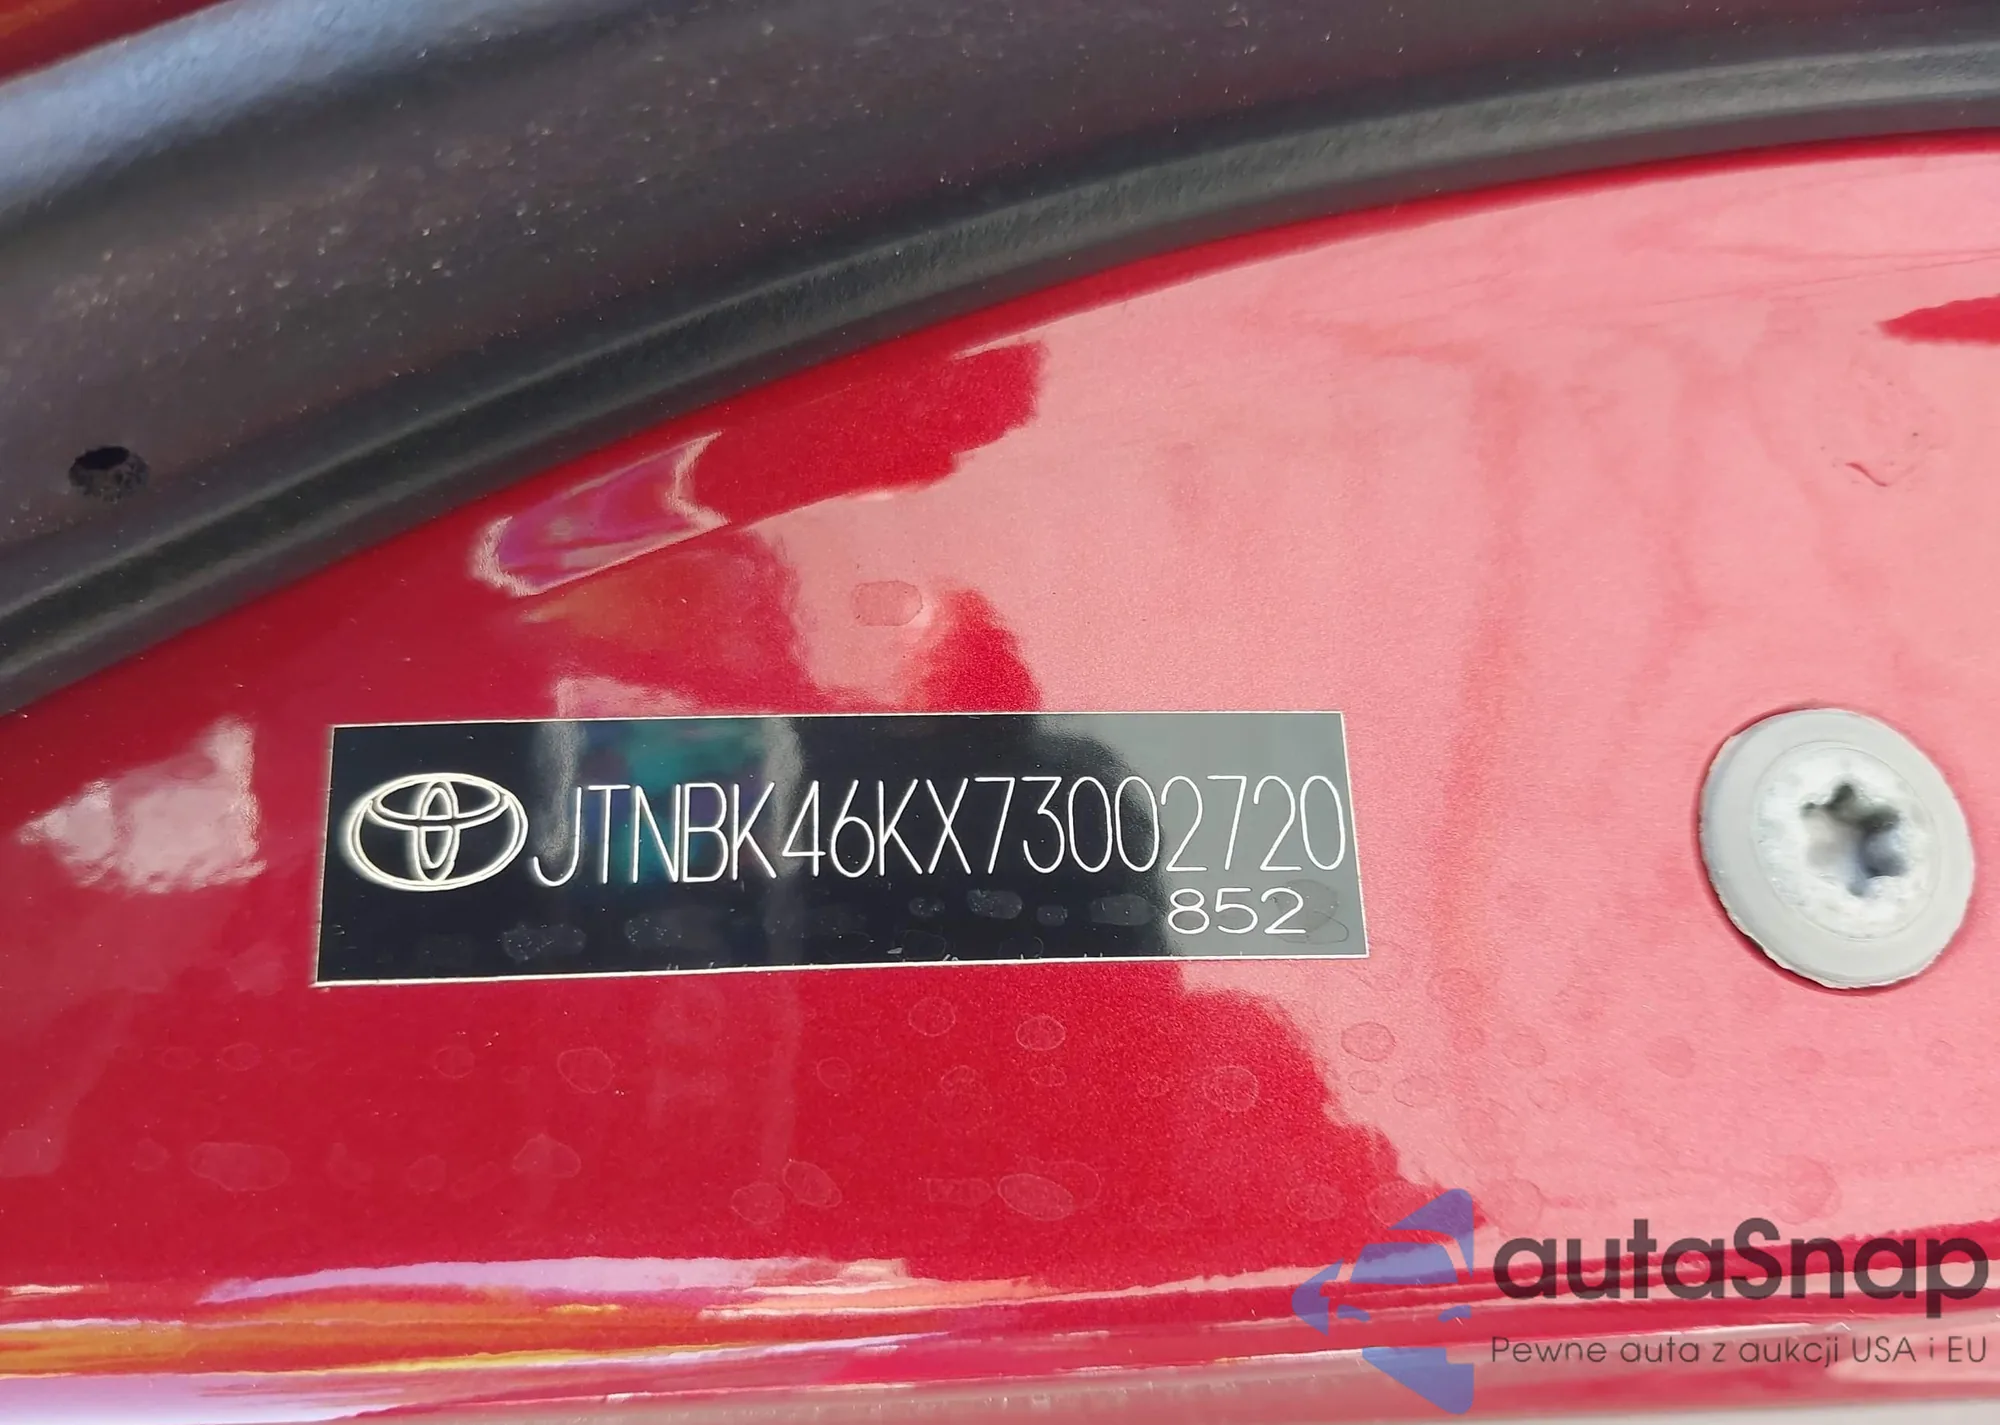 JTNBK46KX73002720
852
autaSnap
Pewne auta z aukcji USA i EU